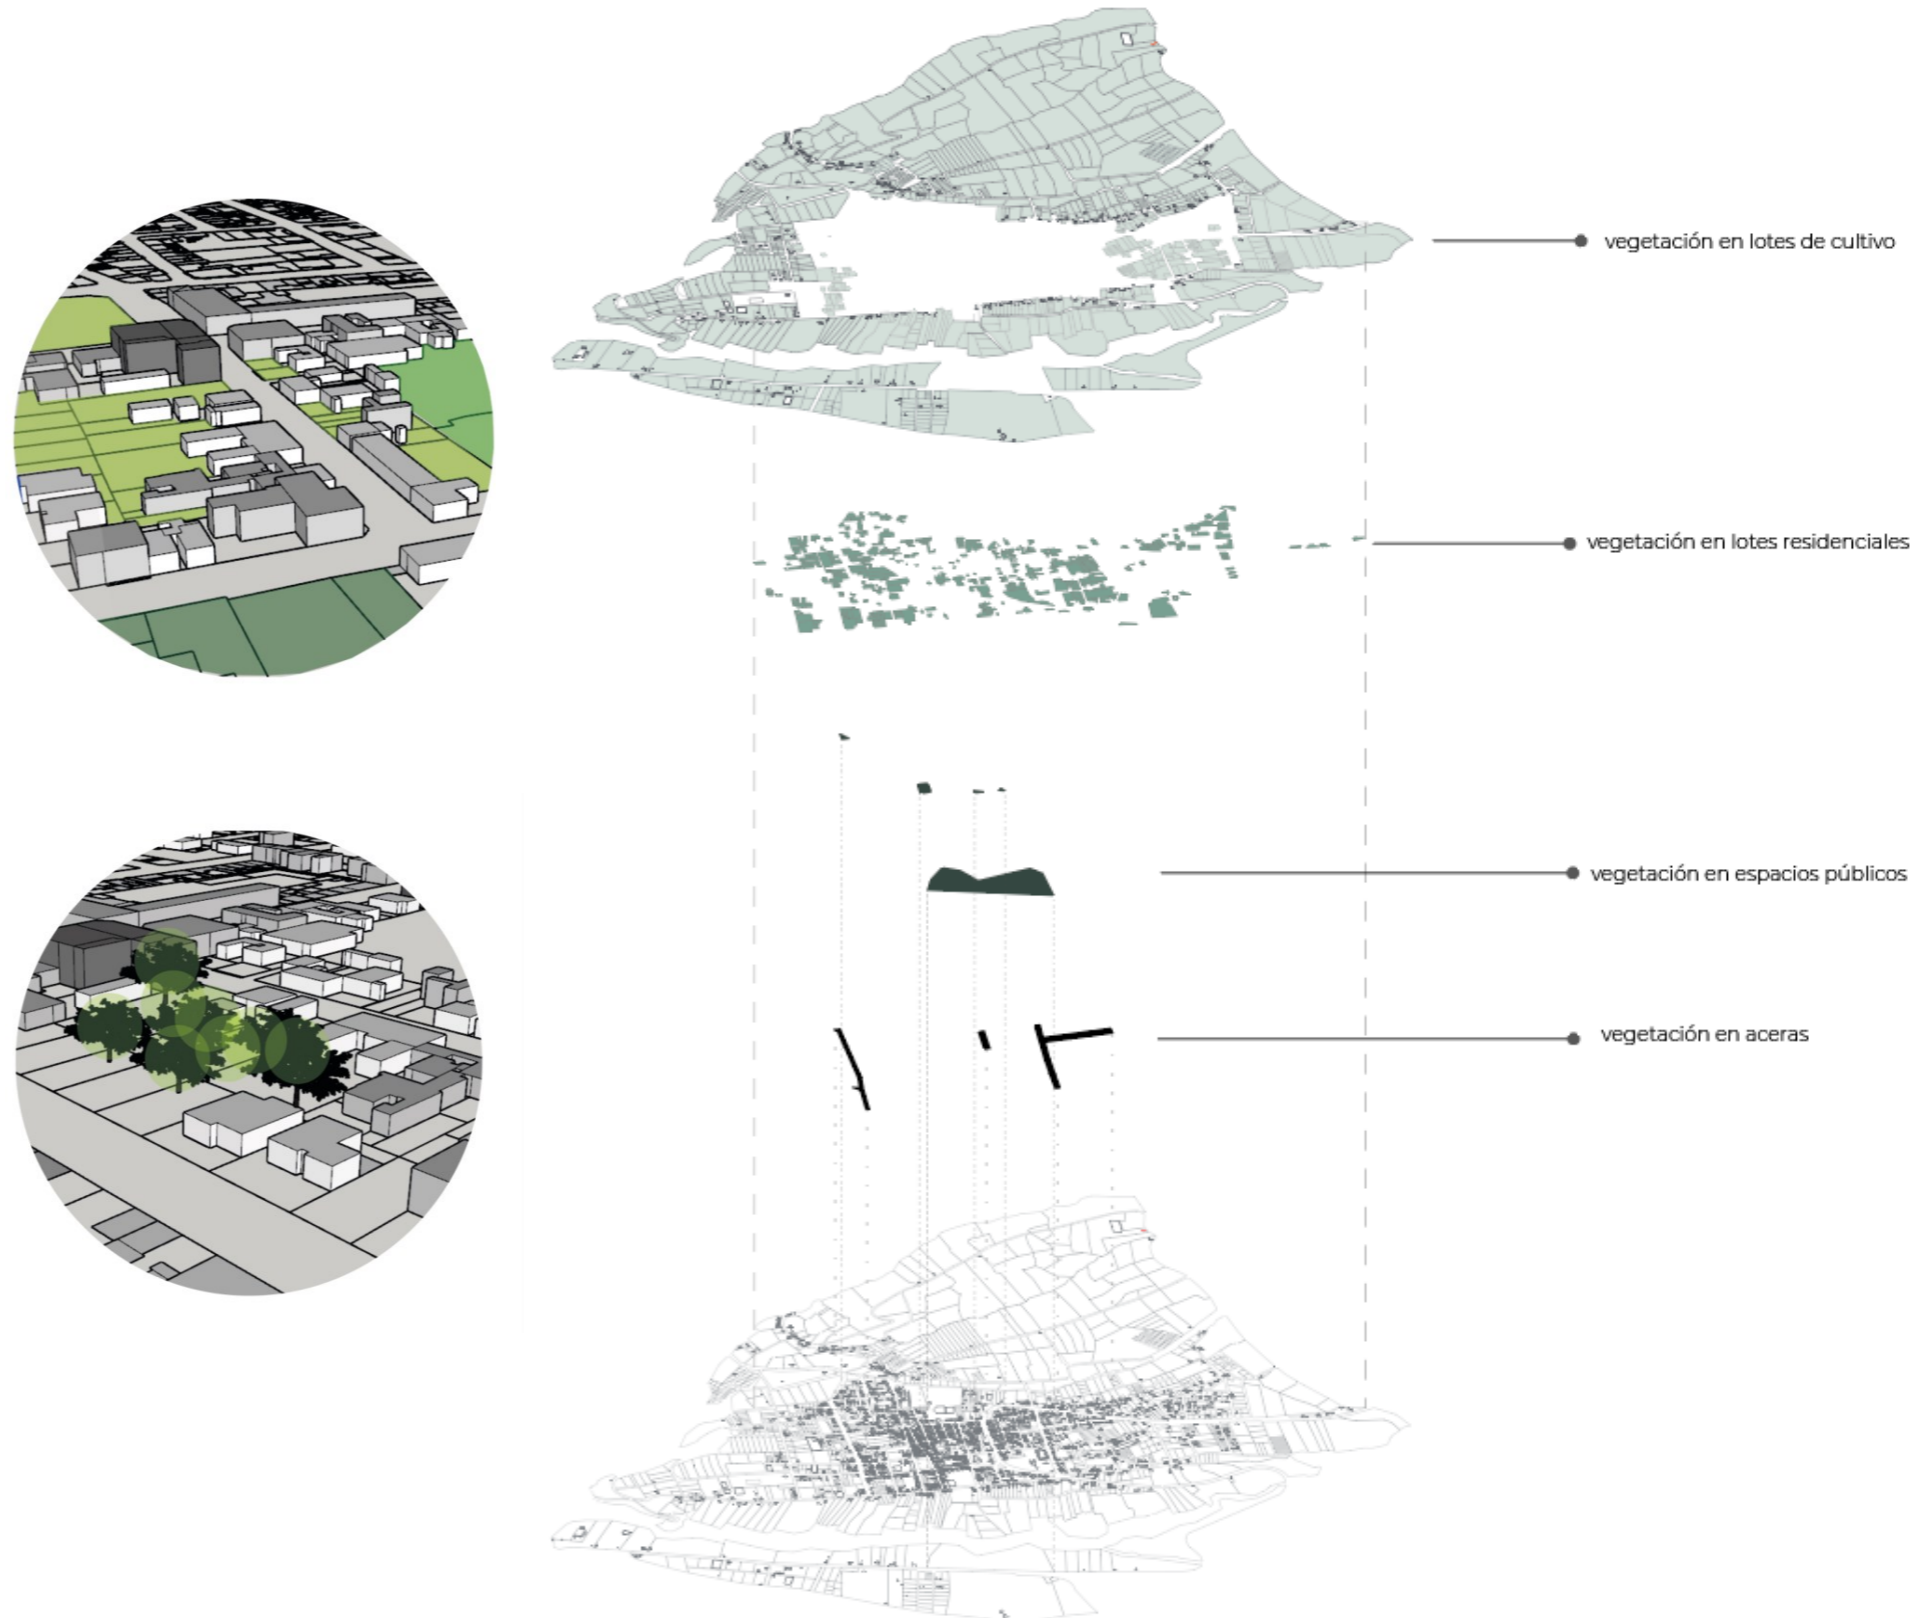 vegetación en lotes de cultivo
vegetación en lotes residenciales
vegetación en espacios públicos
vegetación en aceras